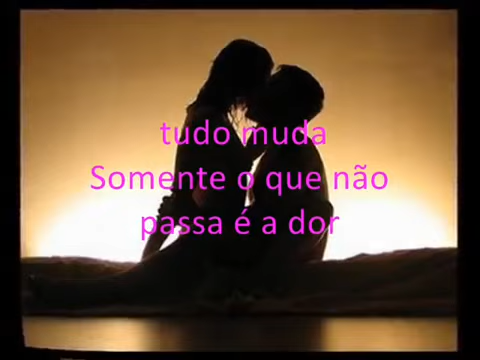 tudo muda
Somente o que não
passa é a dor